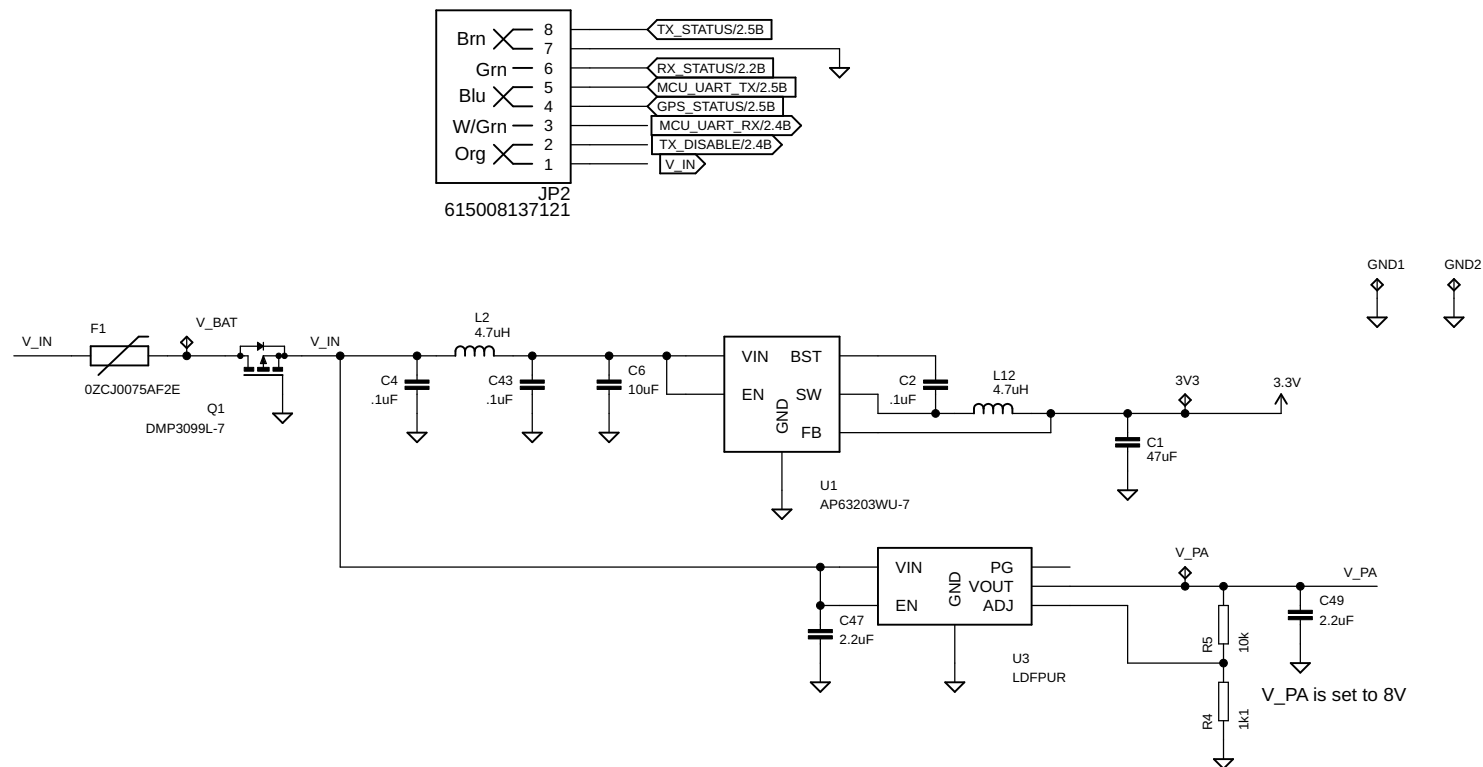 Brn
8
TX_STATUS/2.5B
7
Grn
6
RX_STATUS/2.2B
Blu
5
MCU_UART_TX/2.5B
4
GPS_STATUS/2.5B
W/Grn
3
MCU_UART_RX/2.4B
Org
2
TX_DISABLE/2.4B
1
V_IN
JP2
615008137121
GND1
GND2
V_IN
F1
0ZCJ0075AF2E
V_BAT
Q1
DMP3099L-7
V_IN
C4
.1uF
L2
4.7uH
C43
.1uF
C6
10uF
VIN
BST
EN
SW
GND
FB
U1
AP63203WU-7
C2
.1uF
L12
4.7uH
3V3
3.3V
C1
47uF
VIN
PG
VOUT
EN
ADJ
GND
C47
2.2uF
U3
LDFPUR
V_PA
V_PA
R5
10k
C49
2.2uF
R4
1k1
V_PA is set to 8V